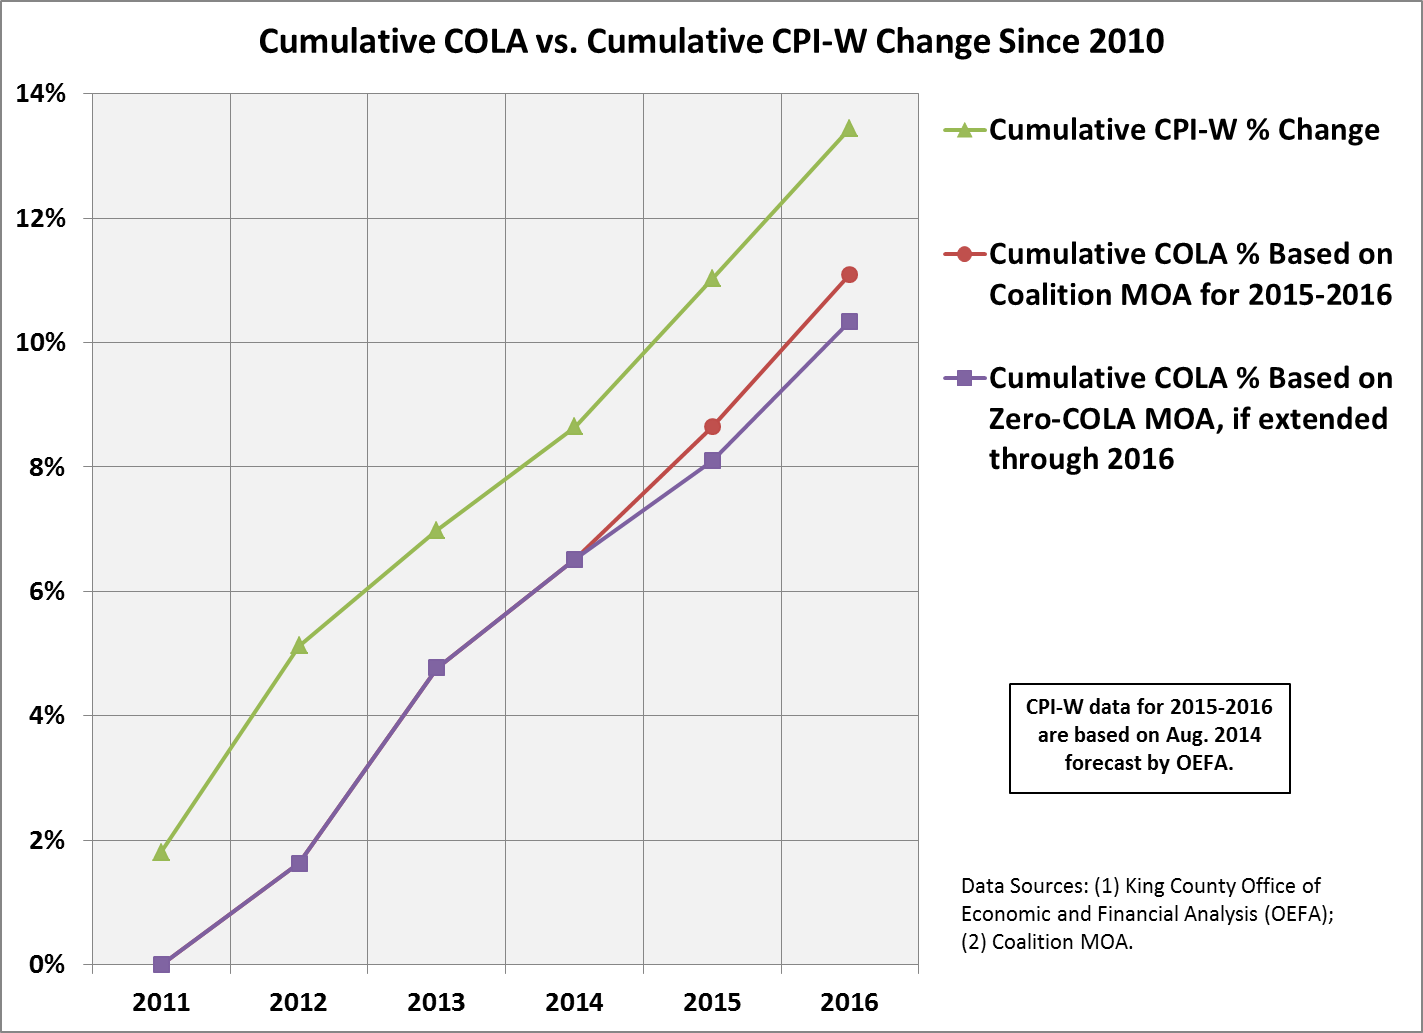 Cumulative COLA vs. Cumulative CPI-W Change Since 2010
14%
12%
10%
8%
6%
4%
2%
0%
2011 2012 2013 2014 2015 2016
Cumulative CPI-W % Change
Cumulative COLA % Based on
Coalition MOA for 2015-2016
Cumulative COLA % Based on
Zero-COLA MOA, if extended
through 2016
CPI-W data for 2015-2016
are based on Aug. 2014
forecast by OEFA.
Data Sources: (1) King County Office of
Economic and Financial Analysis (OEFA);
(2) Coalition MOA.